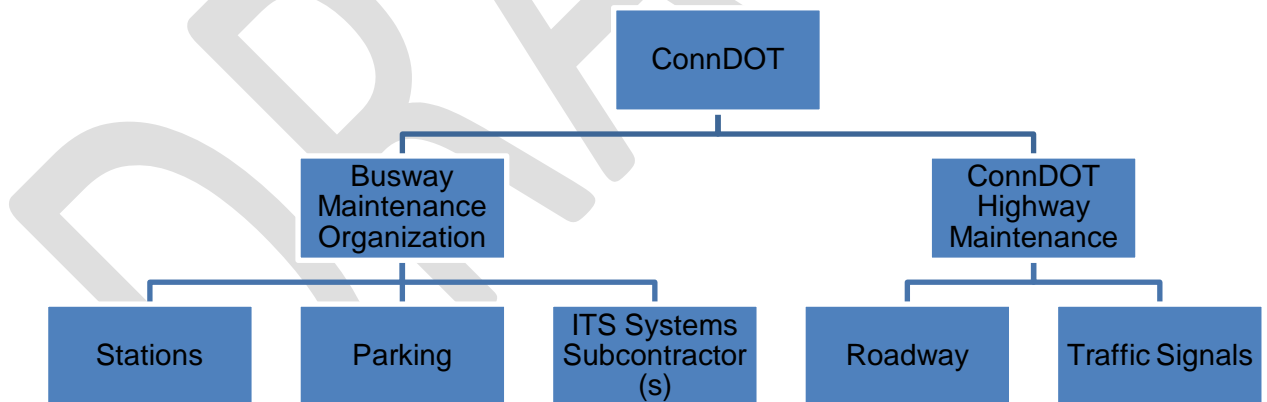 ConnDOT
Busway
Maintenance
Organization
ConnDOT
Highway
Maintenance
Stations
Parking
ITS Systems
Subcontractor
(s)
Roadway
Traffic Signals